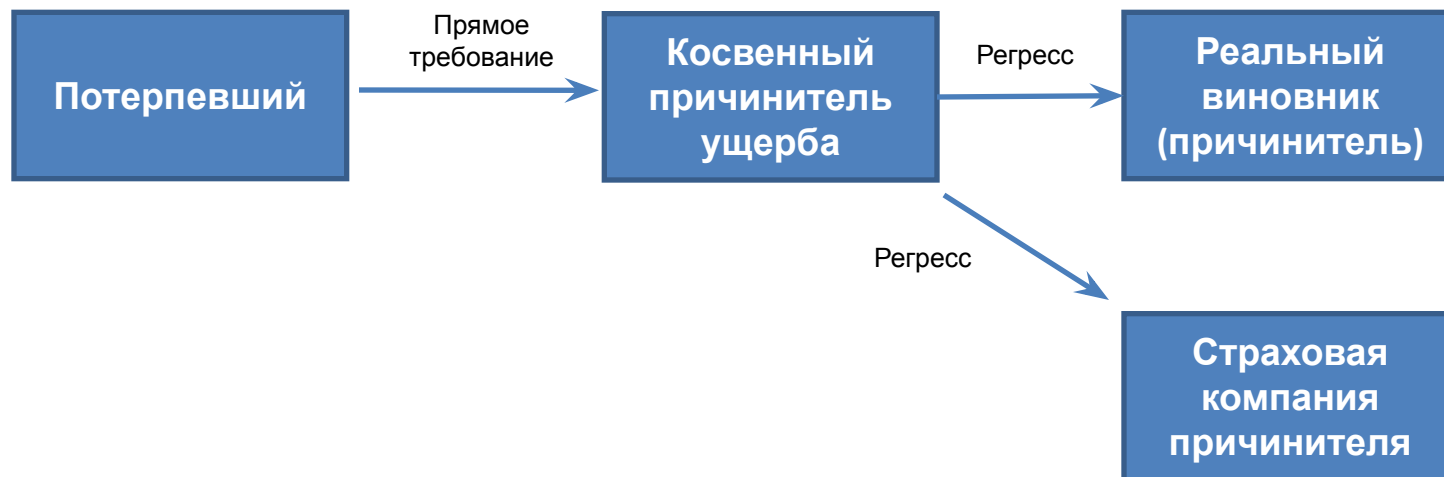 Потерпевший
Прямое
требование
Косвенный
причинитель
ущерба
Регресс
Реальный
виновник
(причинитель)
Регресс
Страховая
компания
причинителя